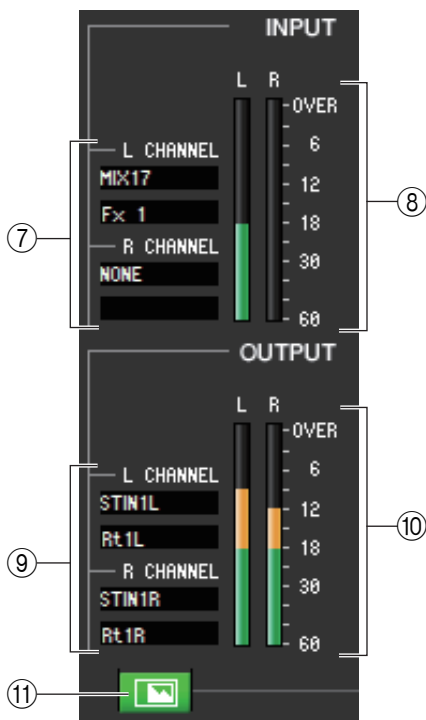 INPUT
L R
OVER
6
12
18
30
60
L CHANNEL
MIX17
Fx 1
R CHANNEL
NONE
⑦
⑧
OUTPUT
L R
OVER
6
12
18
30
60
L CHANNEL
STIN1L
Rt1L
R CHANNEL
STIN1R
Rt1R
⑨
⑩
⑪